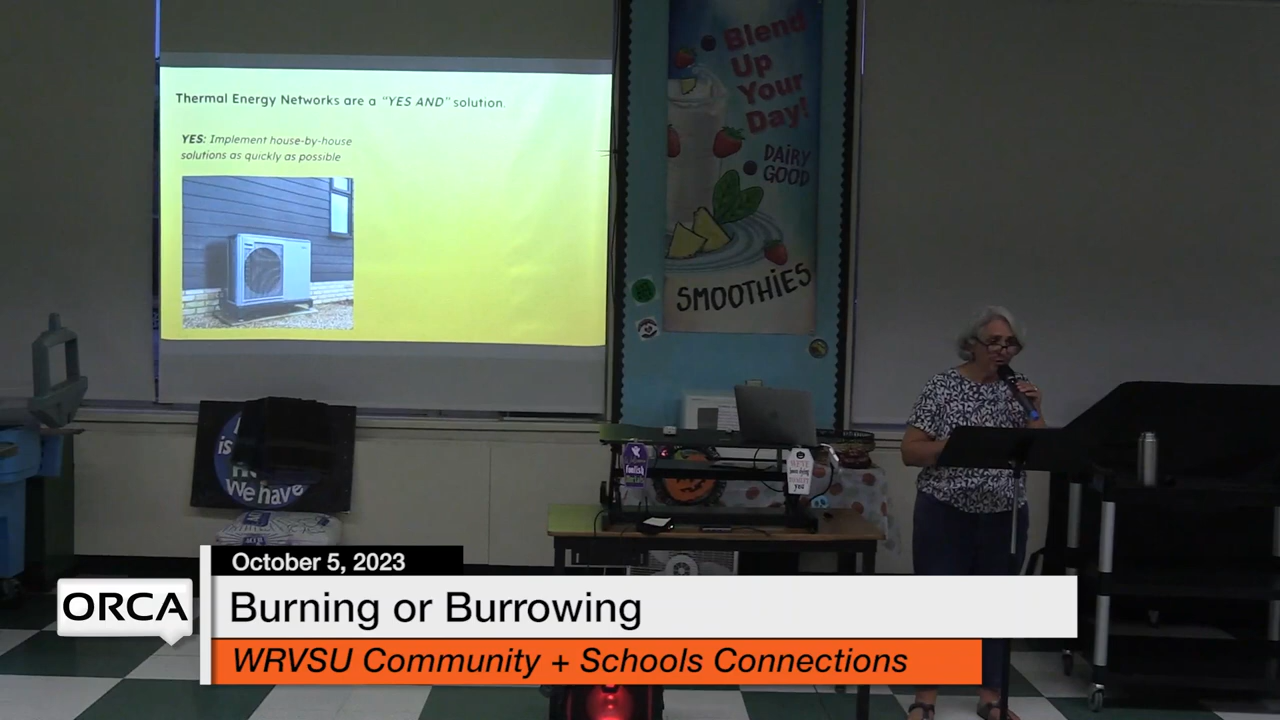 Thermal Energy Networks are a "YES AND" solution.
YES: Implement house-by-house
solutions as quickly as possible
Blend
Up
Your
Day!
DAIRY
GOOD
SMOOTHIES
is
We have
October 5, 2023
ORCA
Burning or Burrowing
WRVSU Community + Schools Connections